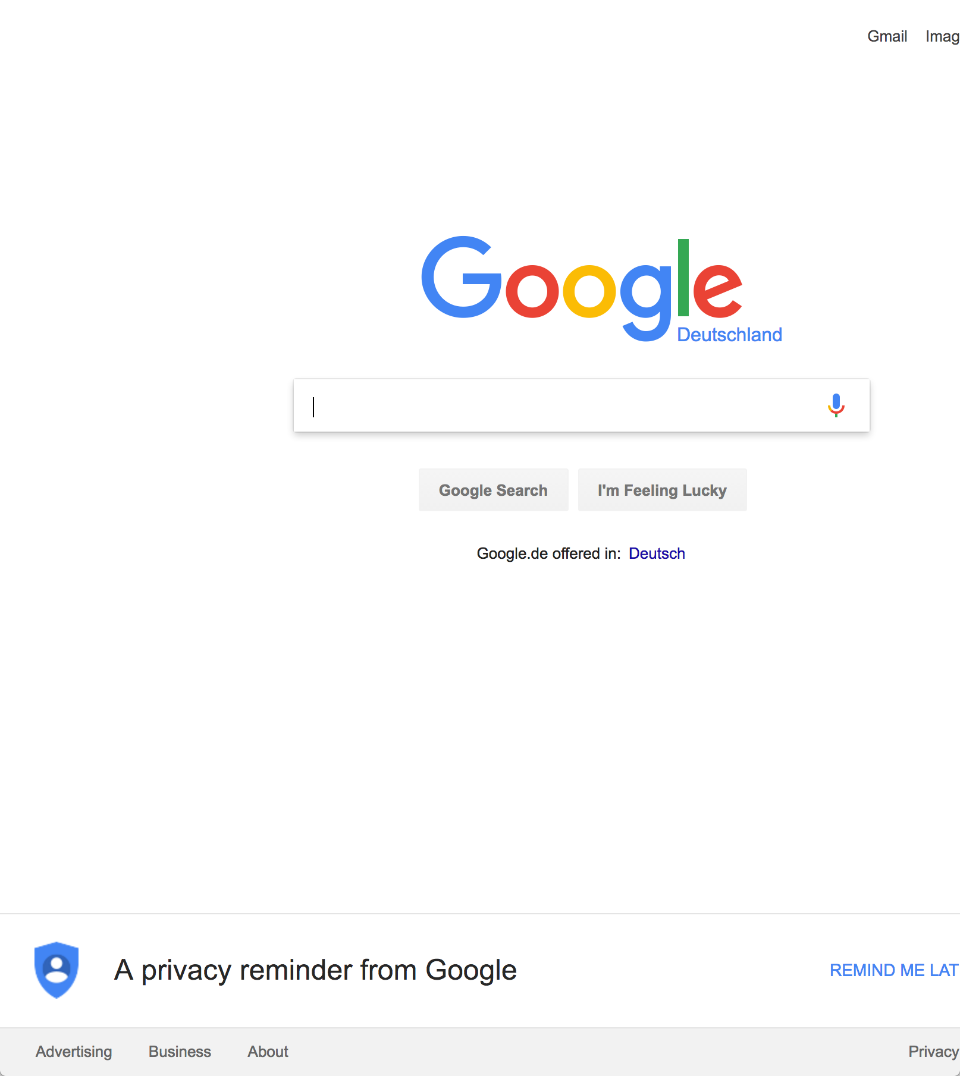 Gmail Imag
Google
Deutschland
Google Search I'm Feeling Lucky
Google.de offered in: Deutsch
A privacy reminder from Google REMIND ME LAT
Advertising Business About Privacy